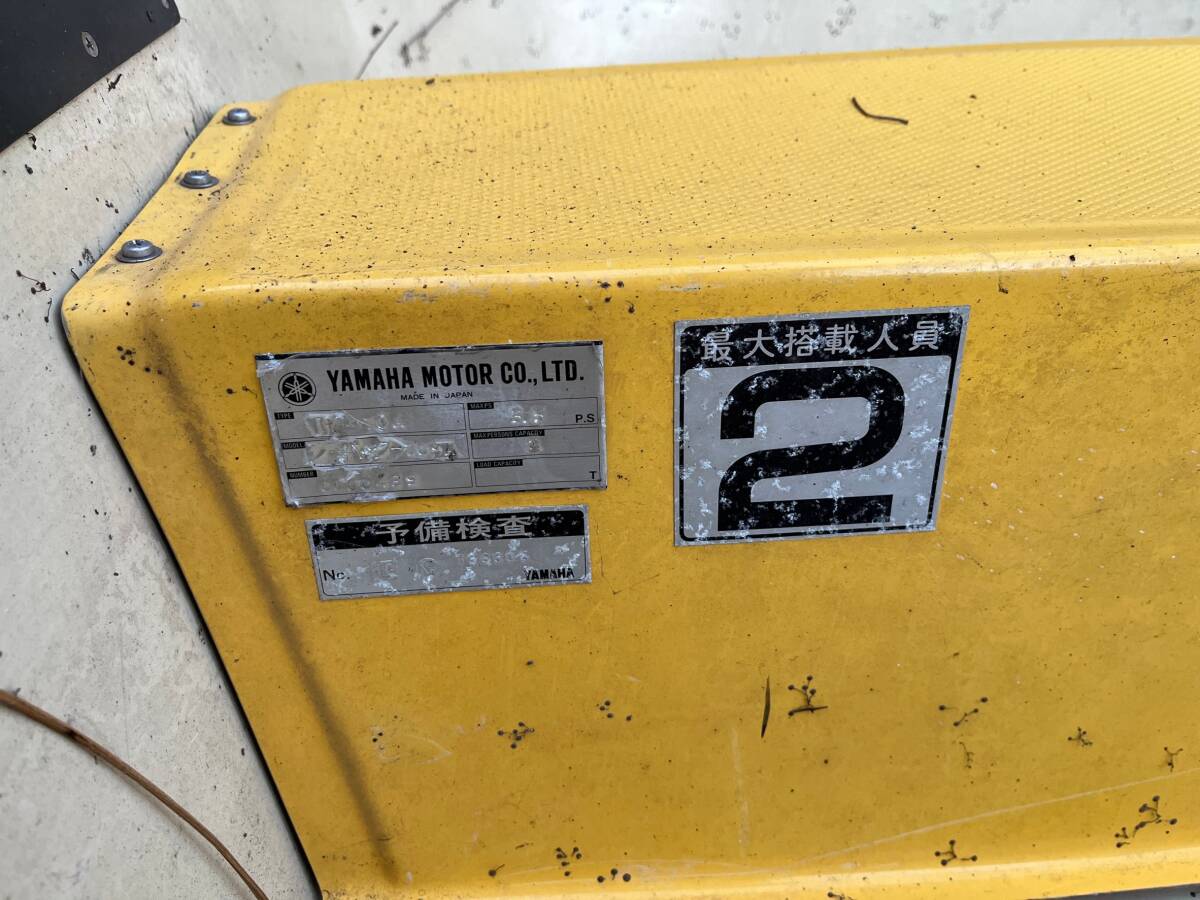 YAMAHA MOTOR CO., LTD.
MADE IN JAPAN
TYPE
MAX PS P.S
MODEL
MAX PERSONS CAPACITY
NUMBER
LOAD CAPACITY T
予備検査
No.
YAMAHA
最大搭載人員
2